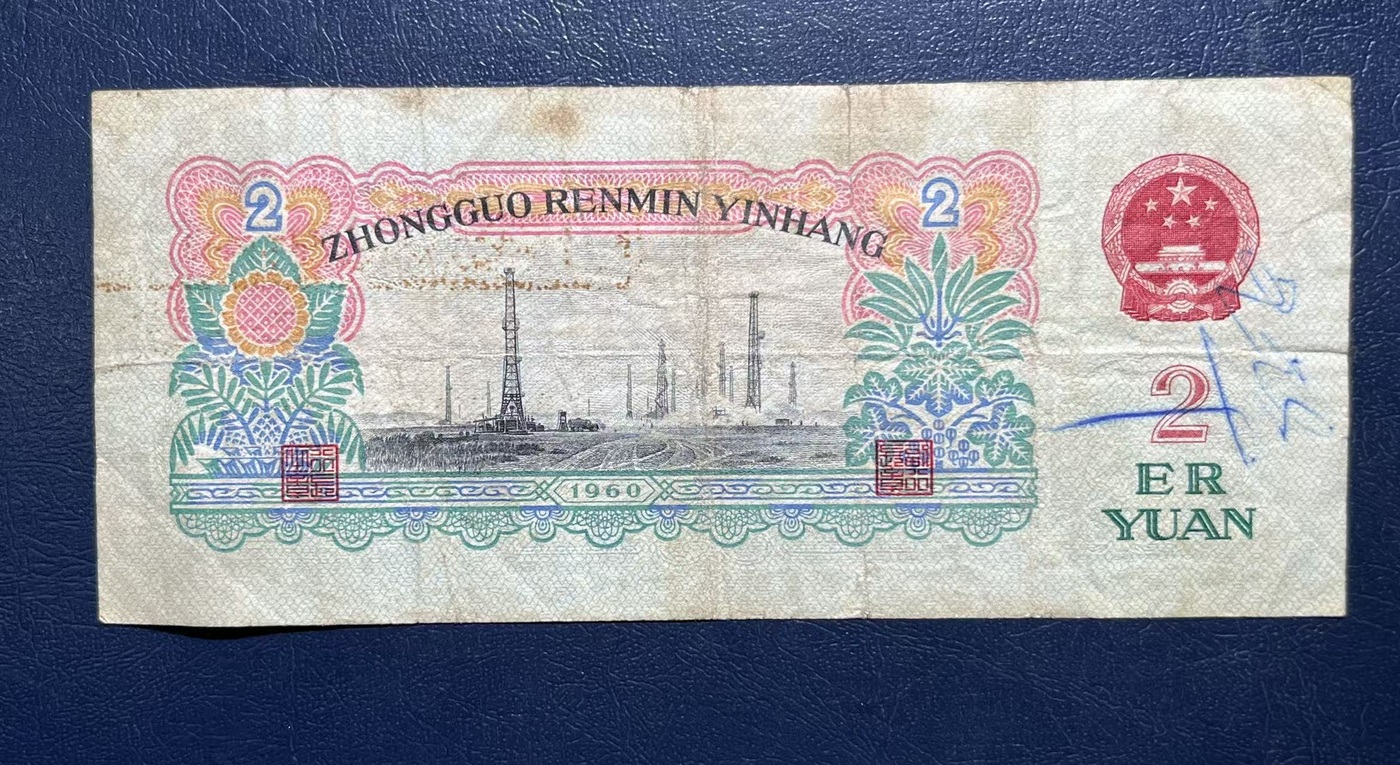 2
2
ZHONGGUO RENMIN YINHANG
1960
2
ER
YUAN